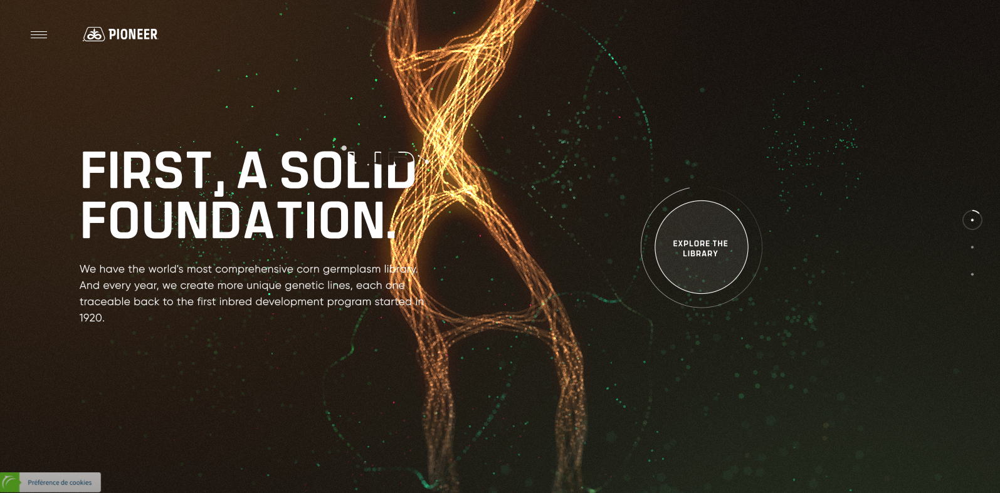 PIONEER
FIRST, A SOLID
FOUNDATION.
We have the world's most comprehensive corn germplasm library.
And every year, we create more unique genetic lines, each one
traceable back to the first inbred development program started in
1920.
EXPLORE THE
LIBRARY
Préférence de cookies